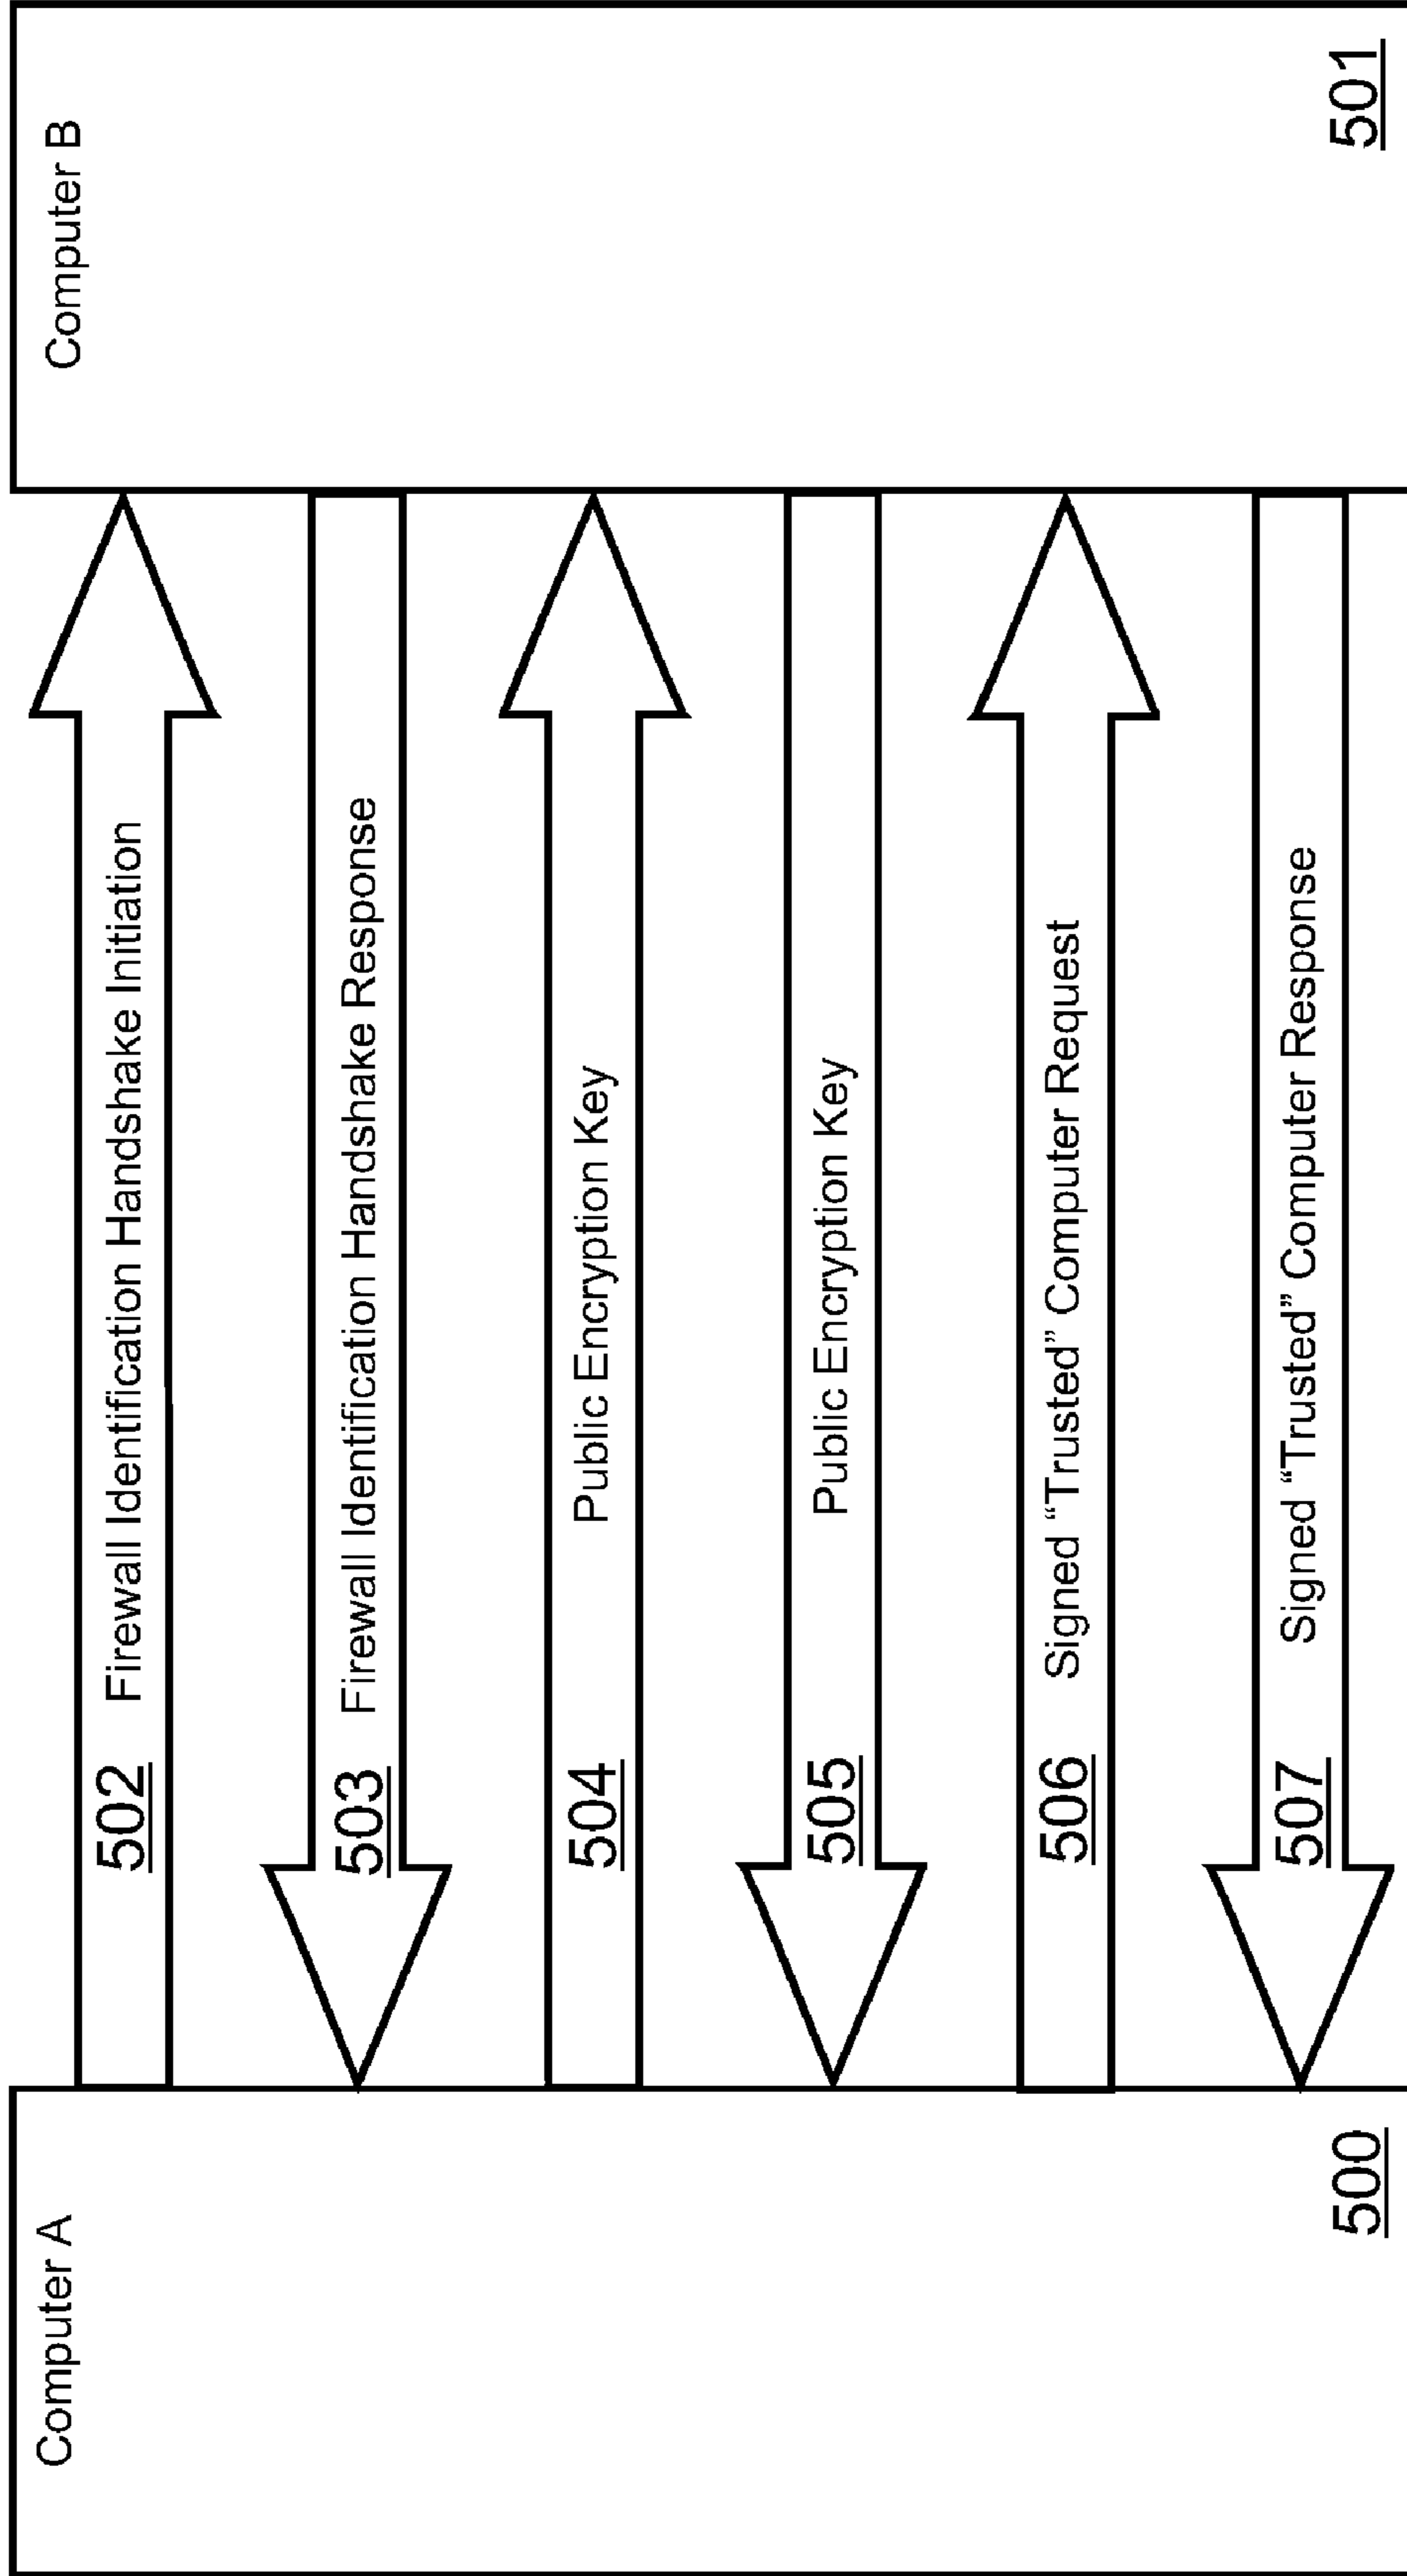 Computer A
Computer B
502 Firewall Identification Handshake Initiation
503 Firewall Identification Handshake Response
504 Public Encryption Key
505 Public Encryption Key
506 Signed “Trusted” Computer Request
507 Signed “Trusted” Computer Response
500
501